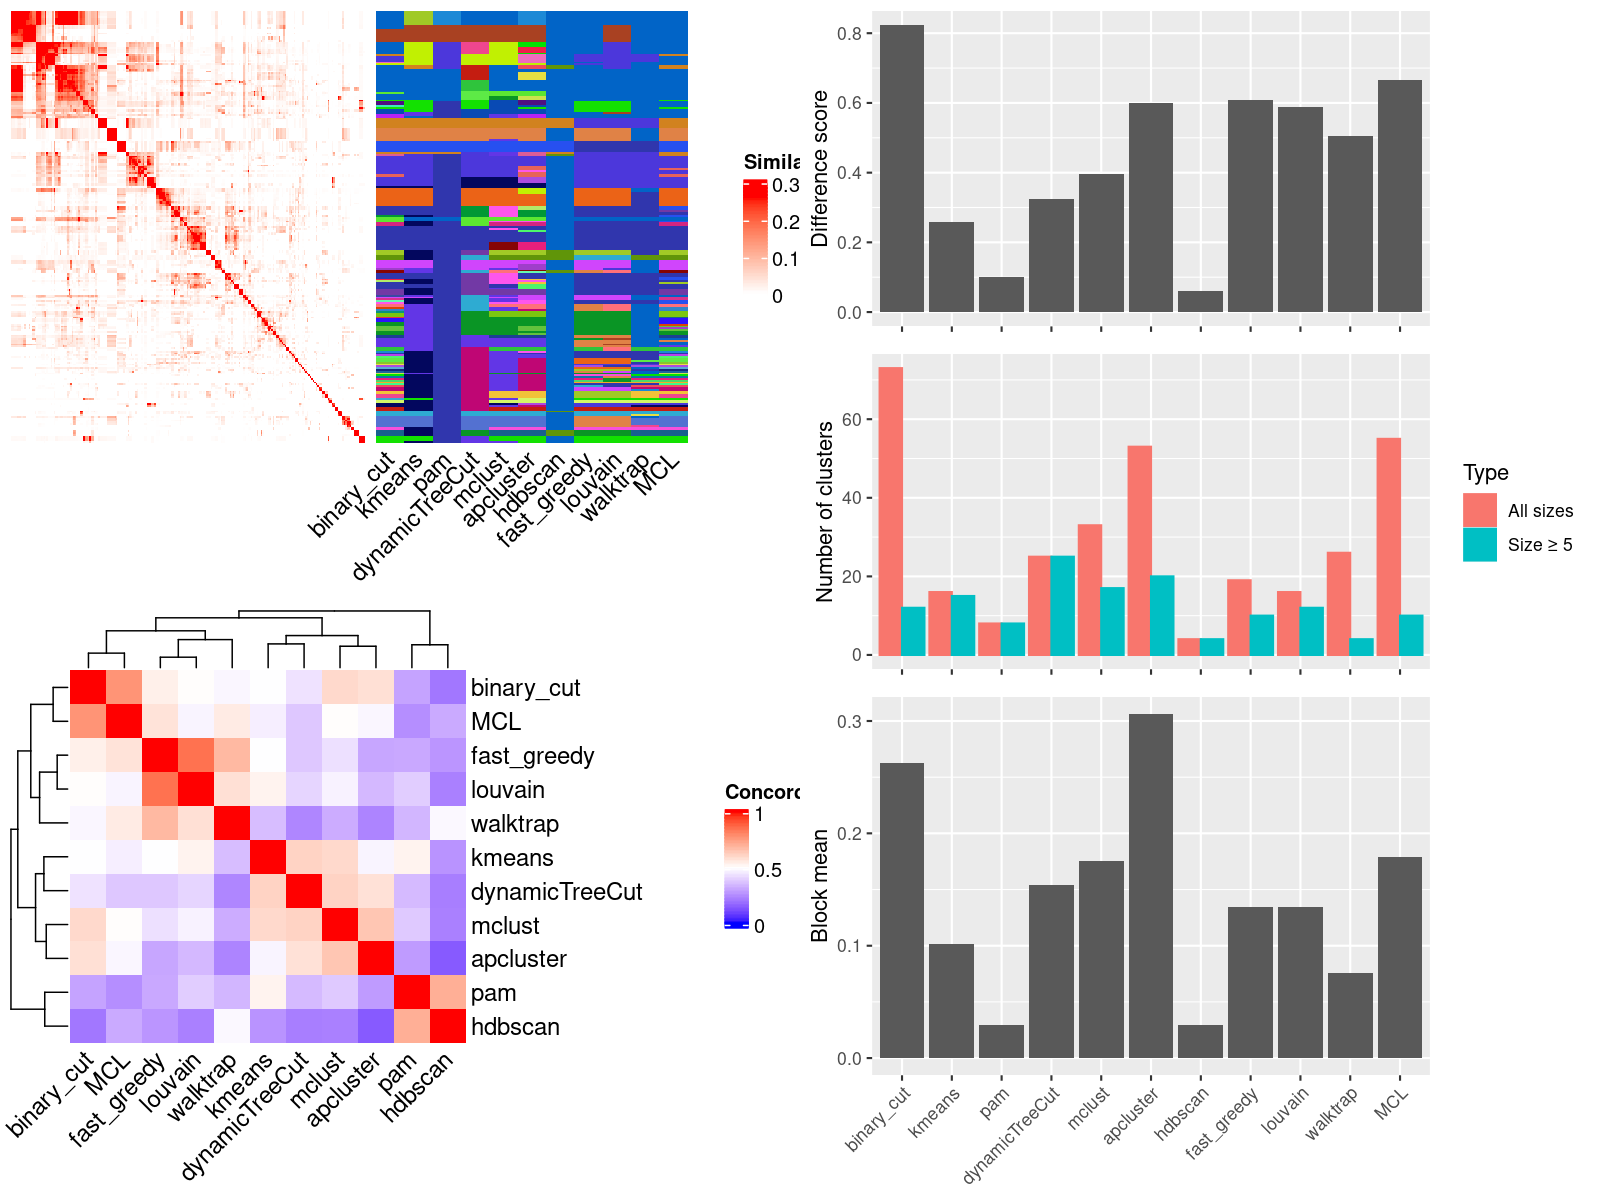 Simila
0.3
0.2
0.1
0
binary_cut
kmeans
pam
dynamicTreeCut
mclust
apcluster
hdbscan
fast_greedy
louvain
walktrap
MCL
binary_cut
MCL
fast_greedy
louvain
walktrap
kmeans
dynamicTreeCut
mclust
apcluster
pam
hdbscan
binary_cut
MCL
fast_greedy
louvain
walktrap
kmeans
dynamicTreeCut
mclust
apcluster
pam
hdbscan
Concord
1
0.5
0
Difference score
0.8
0.6
0.4
0.2
0.0
Number of clusters
60
40
20
0
Type
All sizes
Size ≥ 5
Block mean
0.3
0.2
0.1
0.0
binary_cut
kmeans
pam
dynamicTreeCut
mclust
apcluster
hdbscan
fast_greedy
louvain
walktrap
MCL